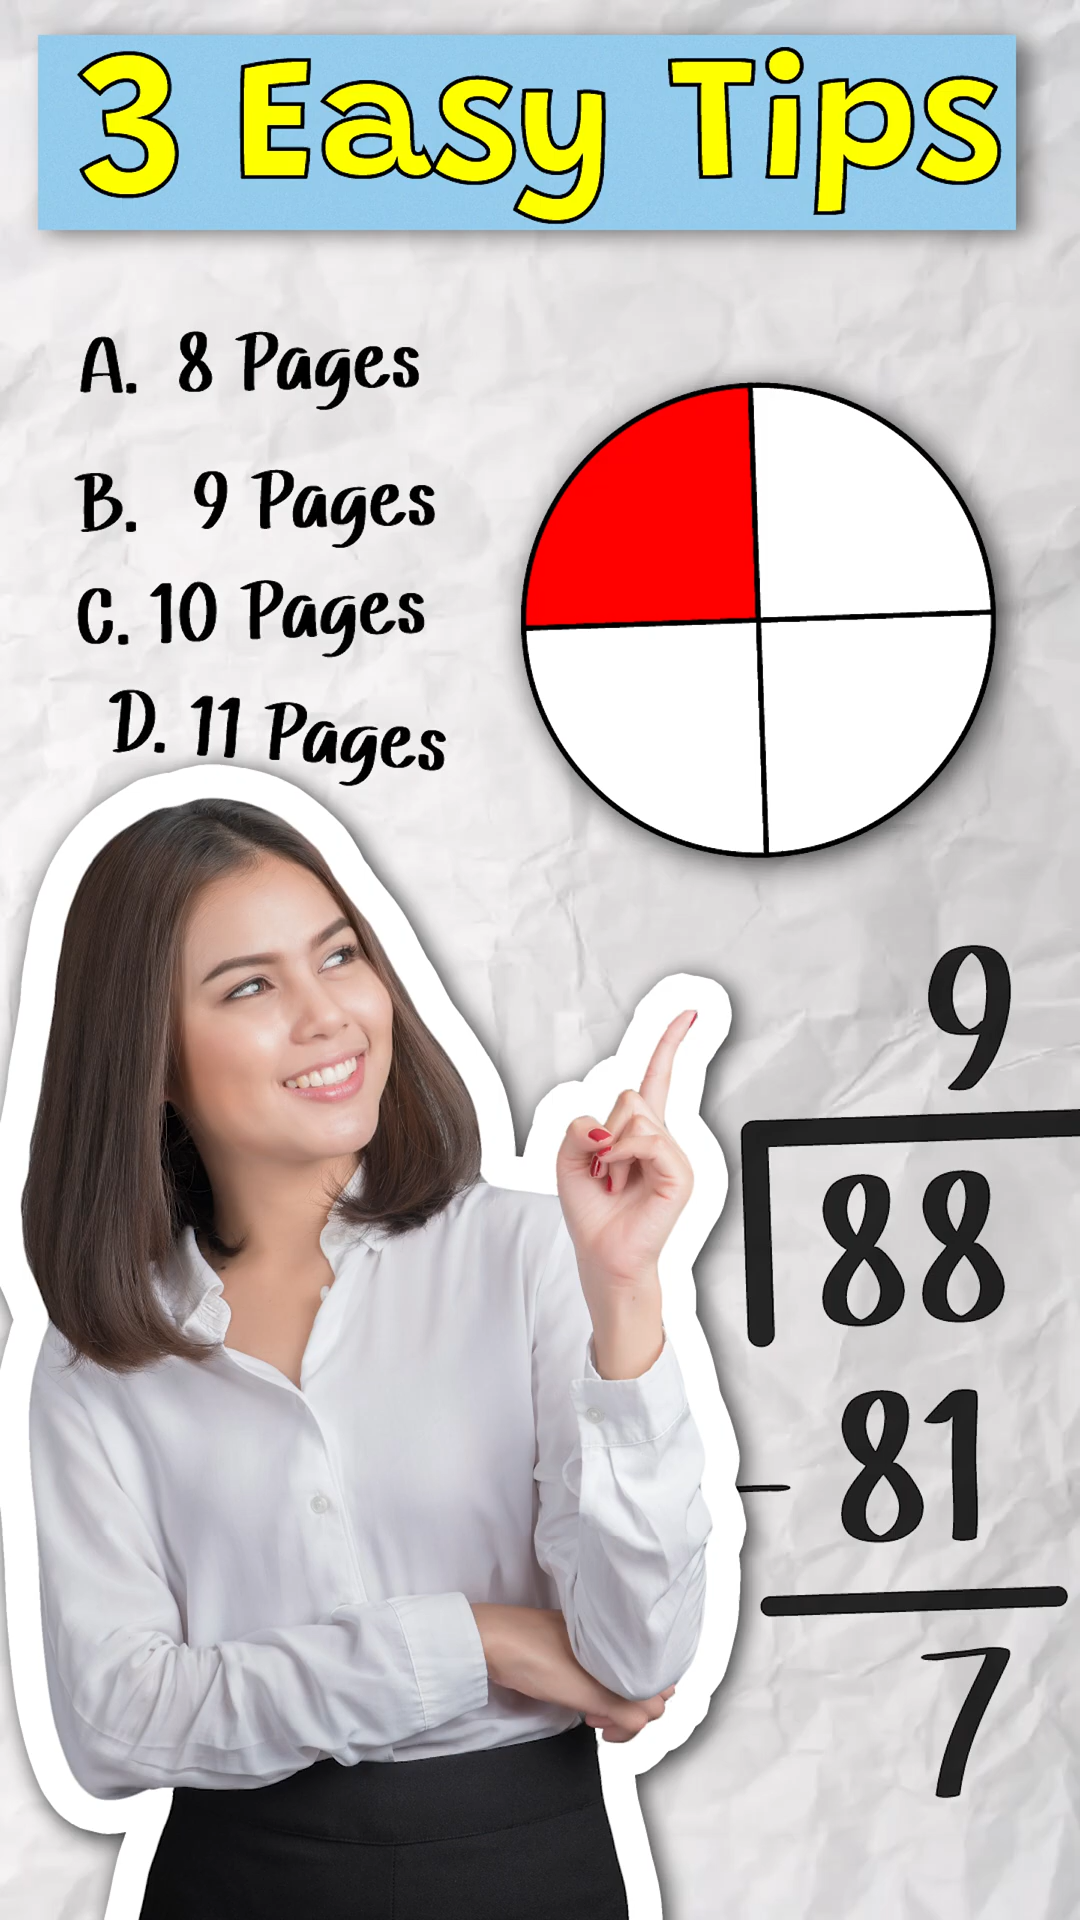 3 Easy Tips
A. 8 Pages
B. 9 Pages
C. 10 Pages
D. 11 Pages
9
88
- 81
7